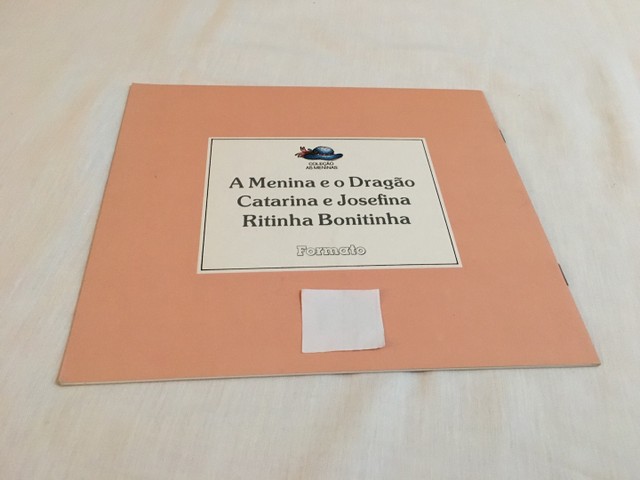 COLEÇÃO
AS MENINAS
A Menina e o Dragão
Catarina e Josefina
Ritinha Bonitinha
Formato